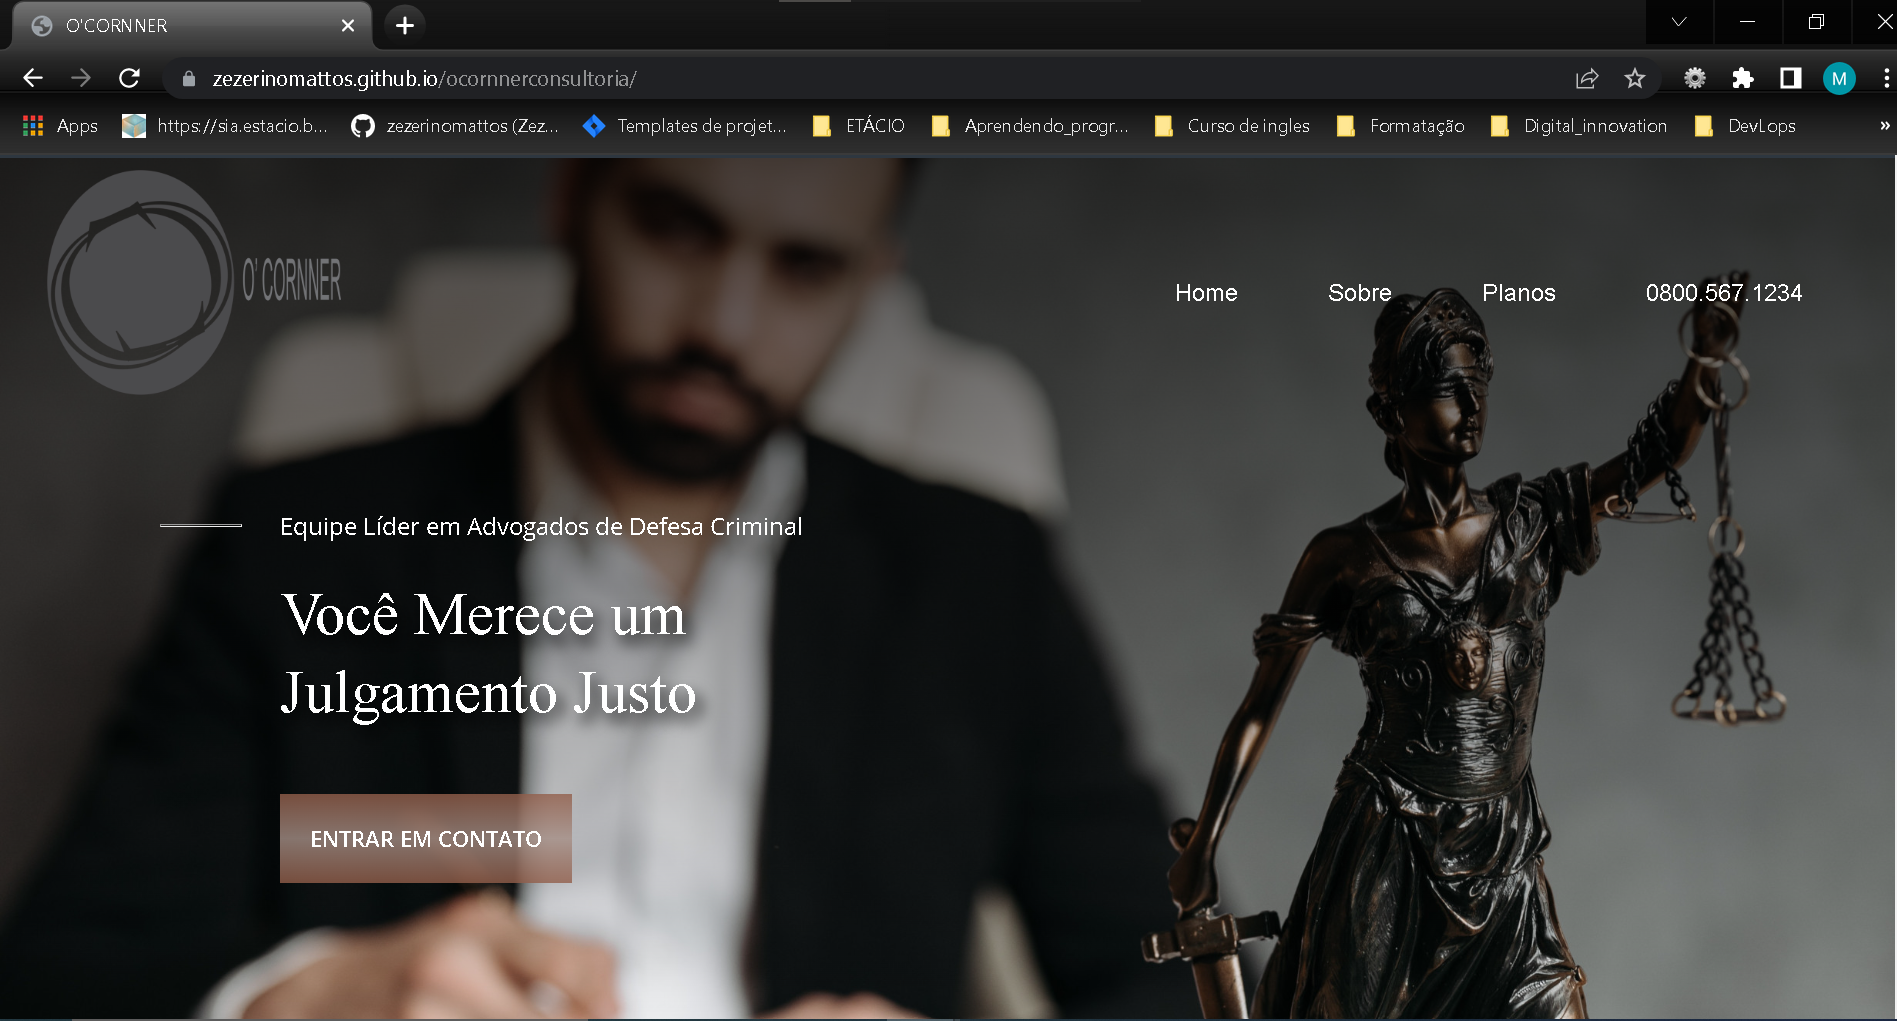 O'CORNNER
zezerinomattos.github.io/ocornnerconsultoria/
M
Apps
https://sia.estacio.b...
zezerinomattos (Zez...
Templates de projet...
ETÁCIO
Aprendendo_progr...
Curso de ingles
Formatação
Digital_innovation
DevLops
»
O' CORNNER
Home
Sobre
Planos
0800.567.1234
Equipe Líder em Advogados de Defesa Criminal
Você Merece um
Julgamento Justo
ENTRAR EM CONTATO